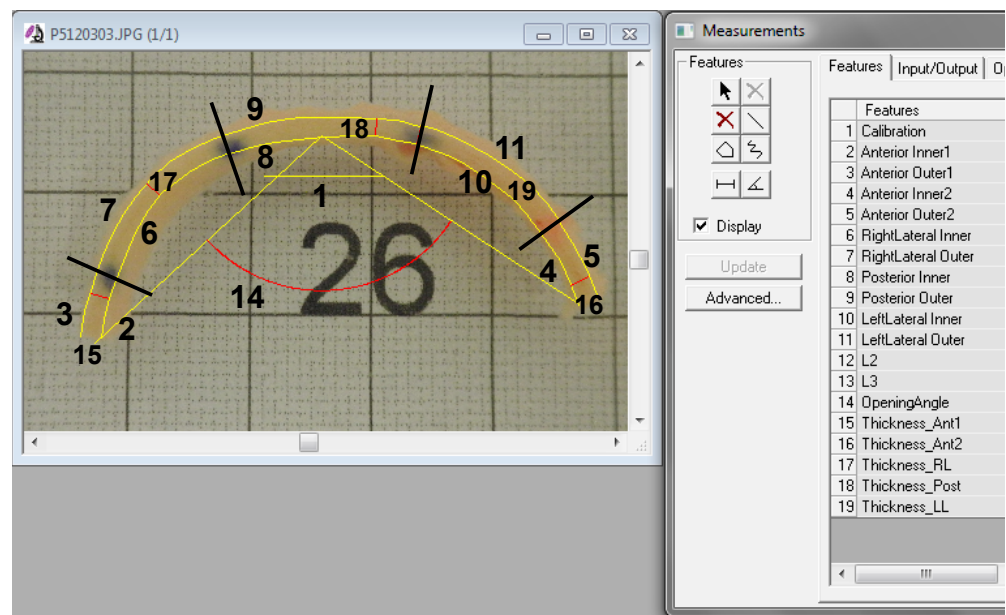 P5120303.JPG (1/1)
9
18
11
8
17
10
19
7
1
6
26
5
4
14
3
2
16
15
Measurements
Features
Display
Update
Advanced...
Features Input/Output
Features
1 Calibration
2 Anterior Inner1
3 Anterior Outer1
4 Anterior Inner2
5 Anterior Outer2
6 RightLateral Inner
7 RightLateral Outer
8 Posterior Inner
9 Posterior Outer
10 LeftLateral Inner
11 LeftLateral Outer
12 L2
13 L3
14 OpeningAngle
15 Thickness_Ant1
16 Thickness_Ant2
17 Thickness_RL
18 Thickness_Post
19 Thickness_LL